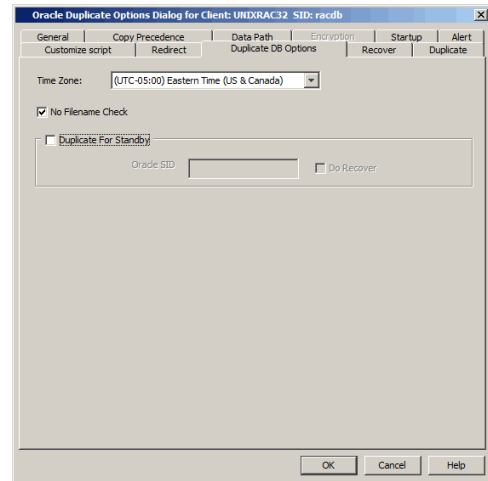 Oracle Duplicate Options Dialog for Client: UNIXRAC32 SID: racdb
General Copy Precedence Data Path Encryption Startup Alert
Customize script Redirect Duplicate DB Options Recover Duplicate
Time Zone: (UTC-05:00) Eastern Time (US & Canada)
No Filename Check
Duplicate For Standby
Oracle SID Do Recover
OK Cancel Help